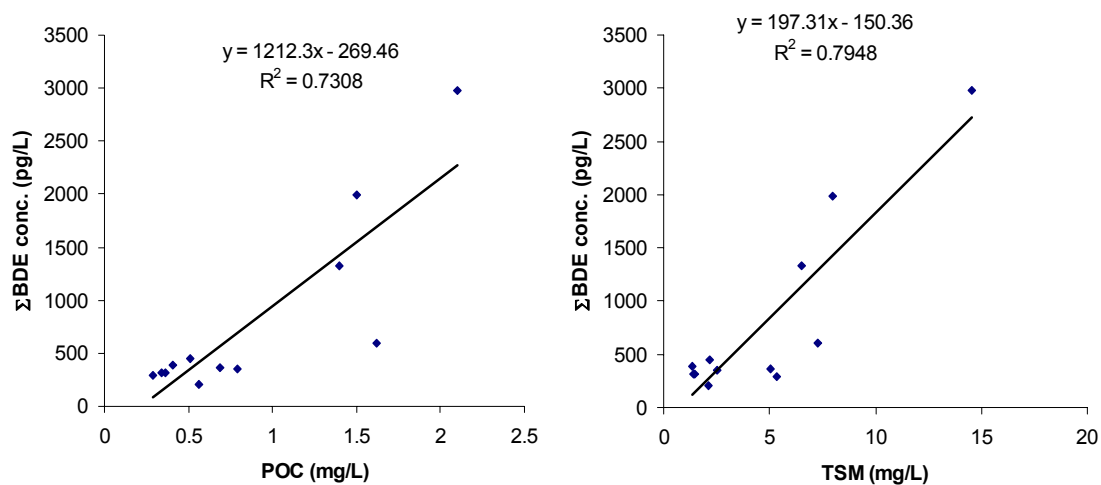 y = 1212.3x - 269.46
R² = 0.7308
ΣBDE conc. (pg/L)
3500
3000
2500
2000
1500
1000
500
0
0 0.5 1 1.5 2 2.5
POC (mg/L)
y = 197.31x - 150.36
R² = 0.7948
ΣBDE conc. (pg/L)
3500
3000
2500
2000
1500
1000
500
0
0 5 10 15 20
TSM (mg/L)